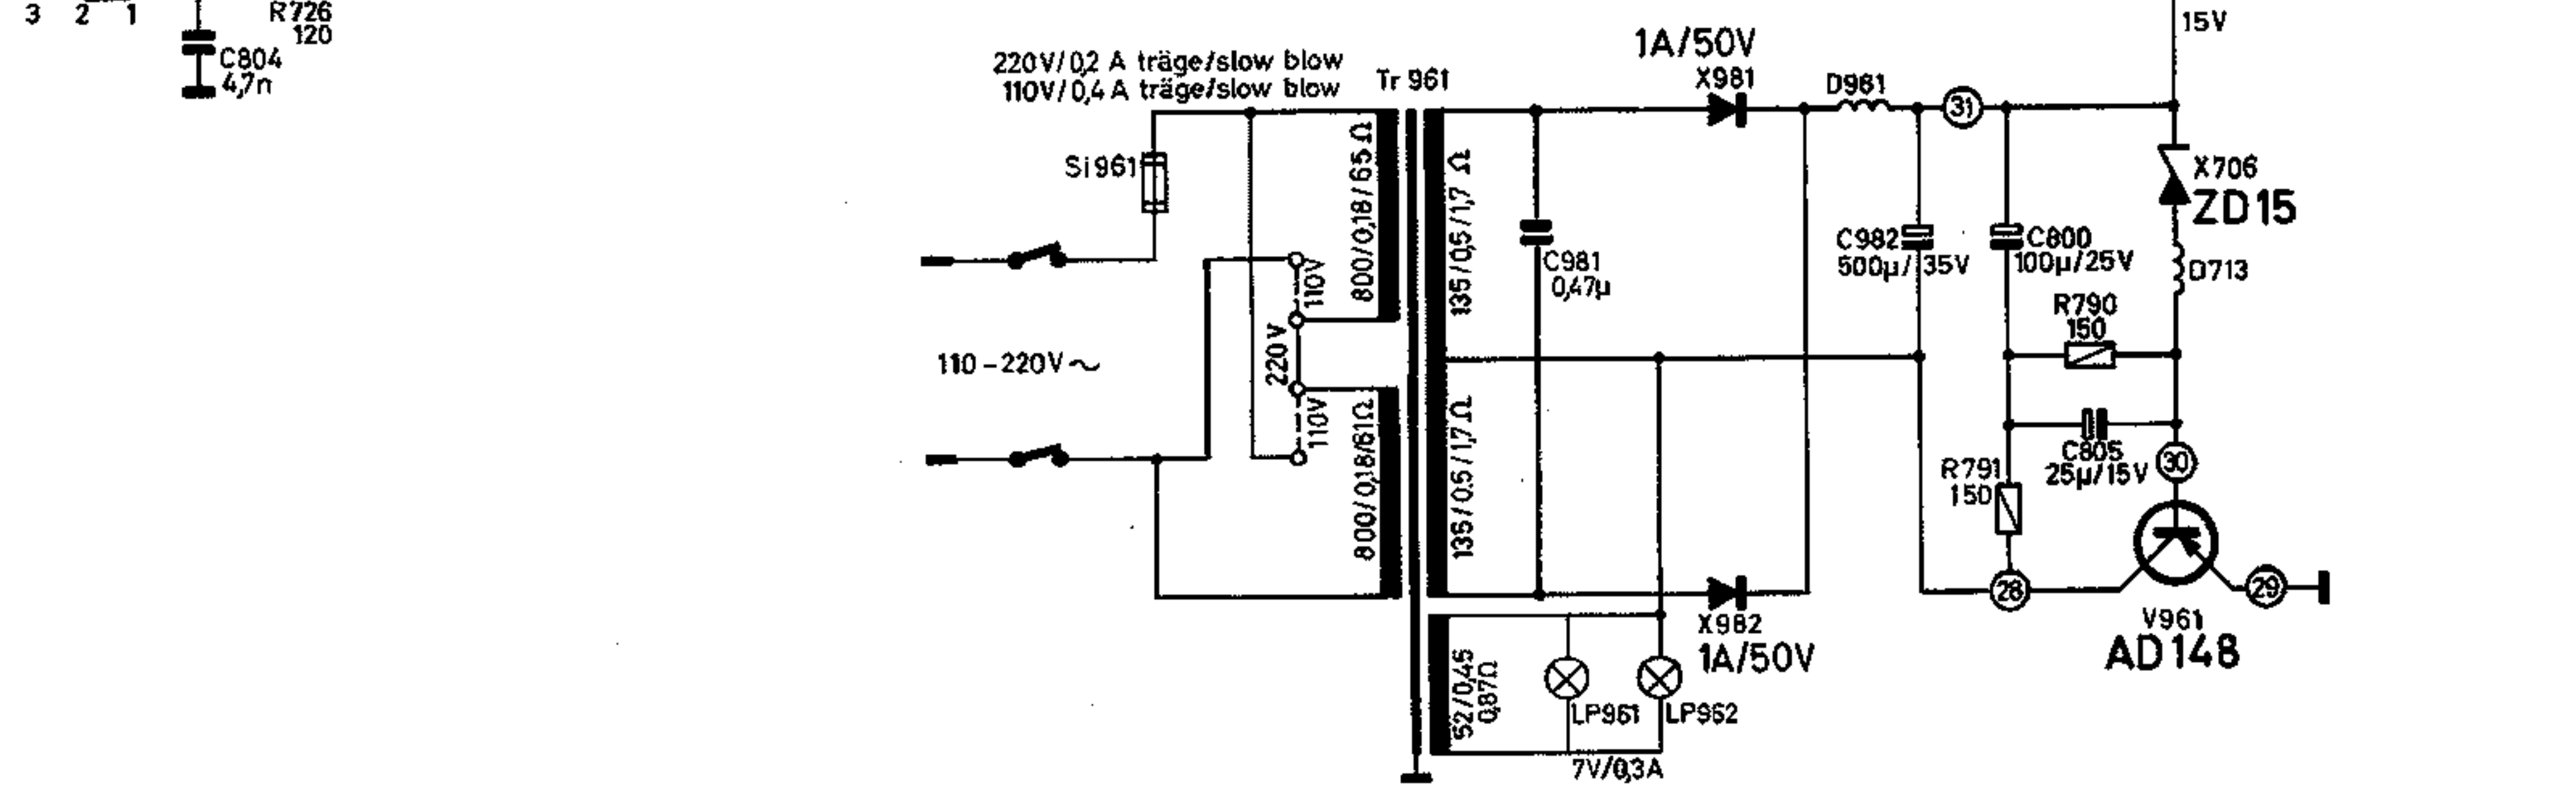 3 2 1
R726
120
C804
4,7n
220V/0,2 A träge/slow blow
110V/0,4 A träge/slow blow
Si961
110-220V~
110V
220V
110V
Tr 961
800/0,18/65 Ω
800/0,18/61Ω
135/0,5/1,7 Ω
135/0,5/1,7 Ω
52/0,45
0,87Ω
C981
0,47µ
1A/50V
X981
D981
31
15V
X706
ZD15
C982
500µ/35V
C800
100µ/25V
D713
R790
150
C805
25µ/15V
R791
150
30
28
29
V961
AD148
X982
1A/50V
LP961
LP962
7V/0,3A